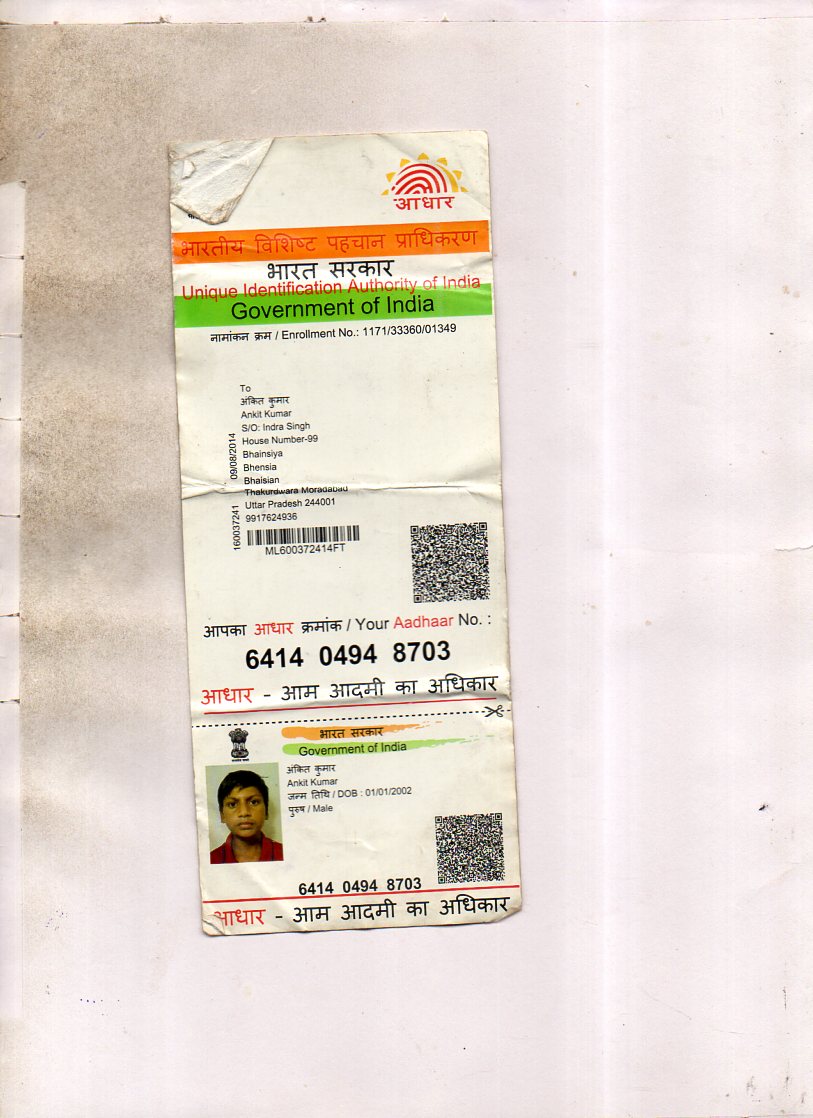 आधार
भारतीय विशिष्ट पहचान प्राधिकरण
भारत सरकार
Unique Identification Authority of India
Government of India
नामांकन क्रम / Enrollment No.: 1171/33360/01349
To
अंकित कुमार
Ankit Kumar
S/O: Indra Singh
House Number-99
Bhainsiya
Bhensia
Bhaisian
Thakurdwara Moradabad
Uttar Pradesh 244001
9917624936
160037241 09/08/2014
ML600372414FT
आपका आधार क्रमांक / Your Aadhaar No. :
6414 0494 8703
आधार - आम आदमी का अधिकार
भारत सरकार
Government of India
अंकित कुमार
Ankit Kumar
जन्म तिथि / DOB : 01/01/2002
पुरुष / Male
6414 0494 8703
आधार - आम आदमी का अधिकार